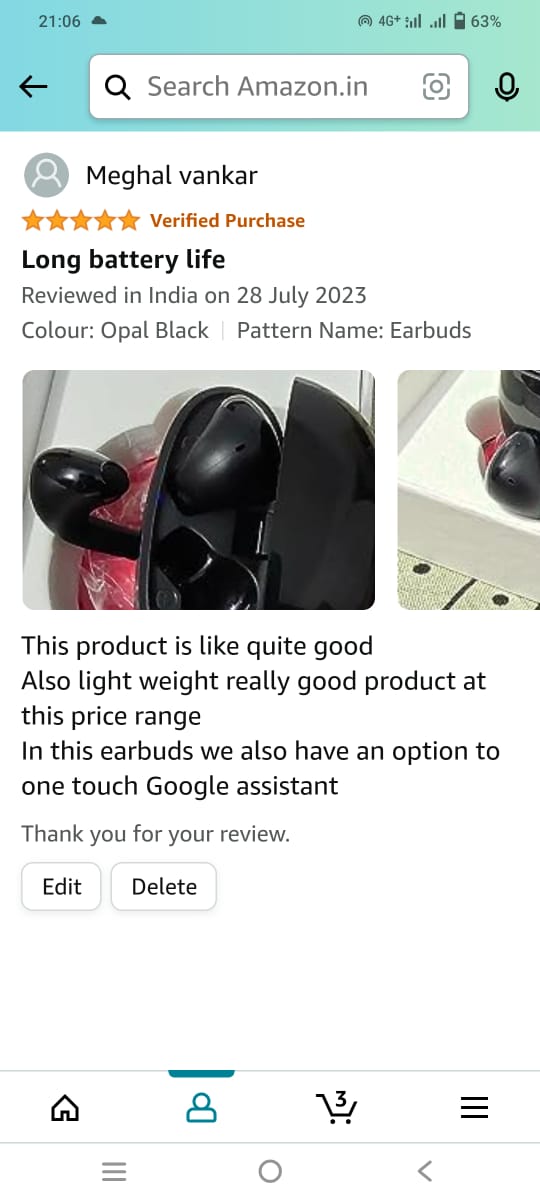 21:06 4G+ 63%
Search Amazon.in
Meghal vankar
Verified Purchase
Long battery life
Reviewed in India on 28 July 2023
Colour: Opal Black | Pattern Name: Earbuds
This product is like quite good
Also light weight really good product at
this price range
In this earbuds we also have an option to
one touch Google assistant
Thank you for your review.
Edit Delete
3